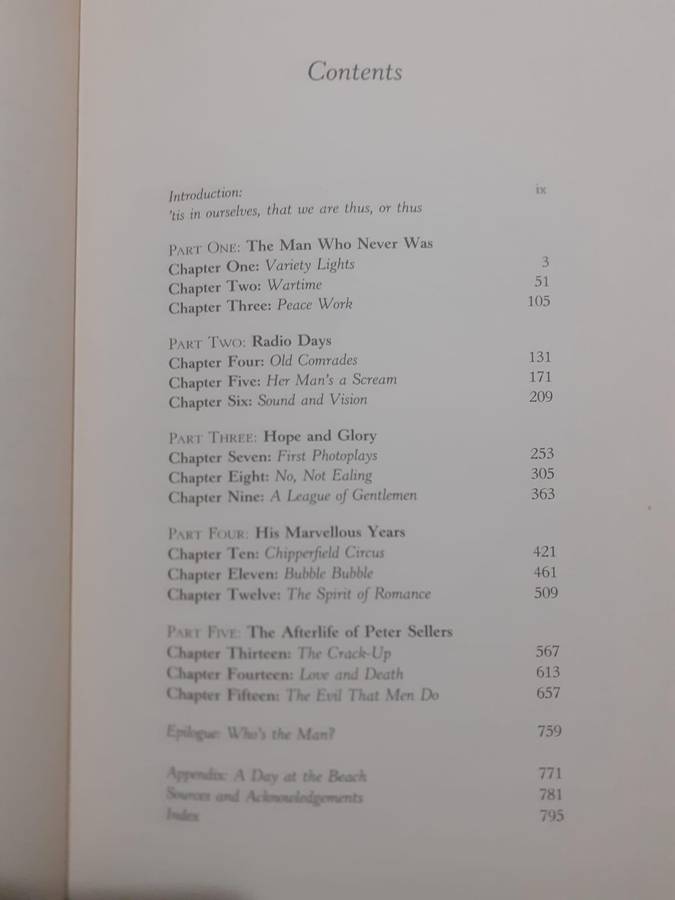 Contents
Introduction: ix
'tis in ourselves, that we are thus, or thus
PART ONE: The Man Who Never Was
Chapter One: Variety Lights 3
Chapter Two: Wartime 51
Chapter Three: Peace Work 105
PART TWO: Radio Days
Chapter Four: Old Comrades 131
Chapter Five: Her Man's a Scream 171
Chapter Six: Sound and Vision 209
PART THREE: Hope and Glory
Chapter Seven: First Photoplays 253
Chapter Eight: No, Not Ealing 305
Chapter Nine: A League of Gentlemen 363
PART FOUR: His Marvellous Years
Chapter Ten: Chipperfield Circus 421
Chapter Eleven: Bubble Bubble 461
Chapter Twelve: The Spirit of Romance 509
PART FIVE: The Afterlife of Peter Sellers
Chapter Thirteen: The Crack-Up 567
Chapter Fourteen: Love and Death 613
Chapter Fifteen: The Evil That Men Do 657
Epilogue: Who's the Man? 759
Appendix: A Day at the Beach 771
Sources and Acknowledgements 781
Index 795